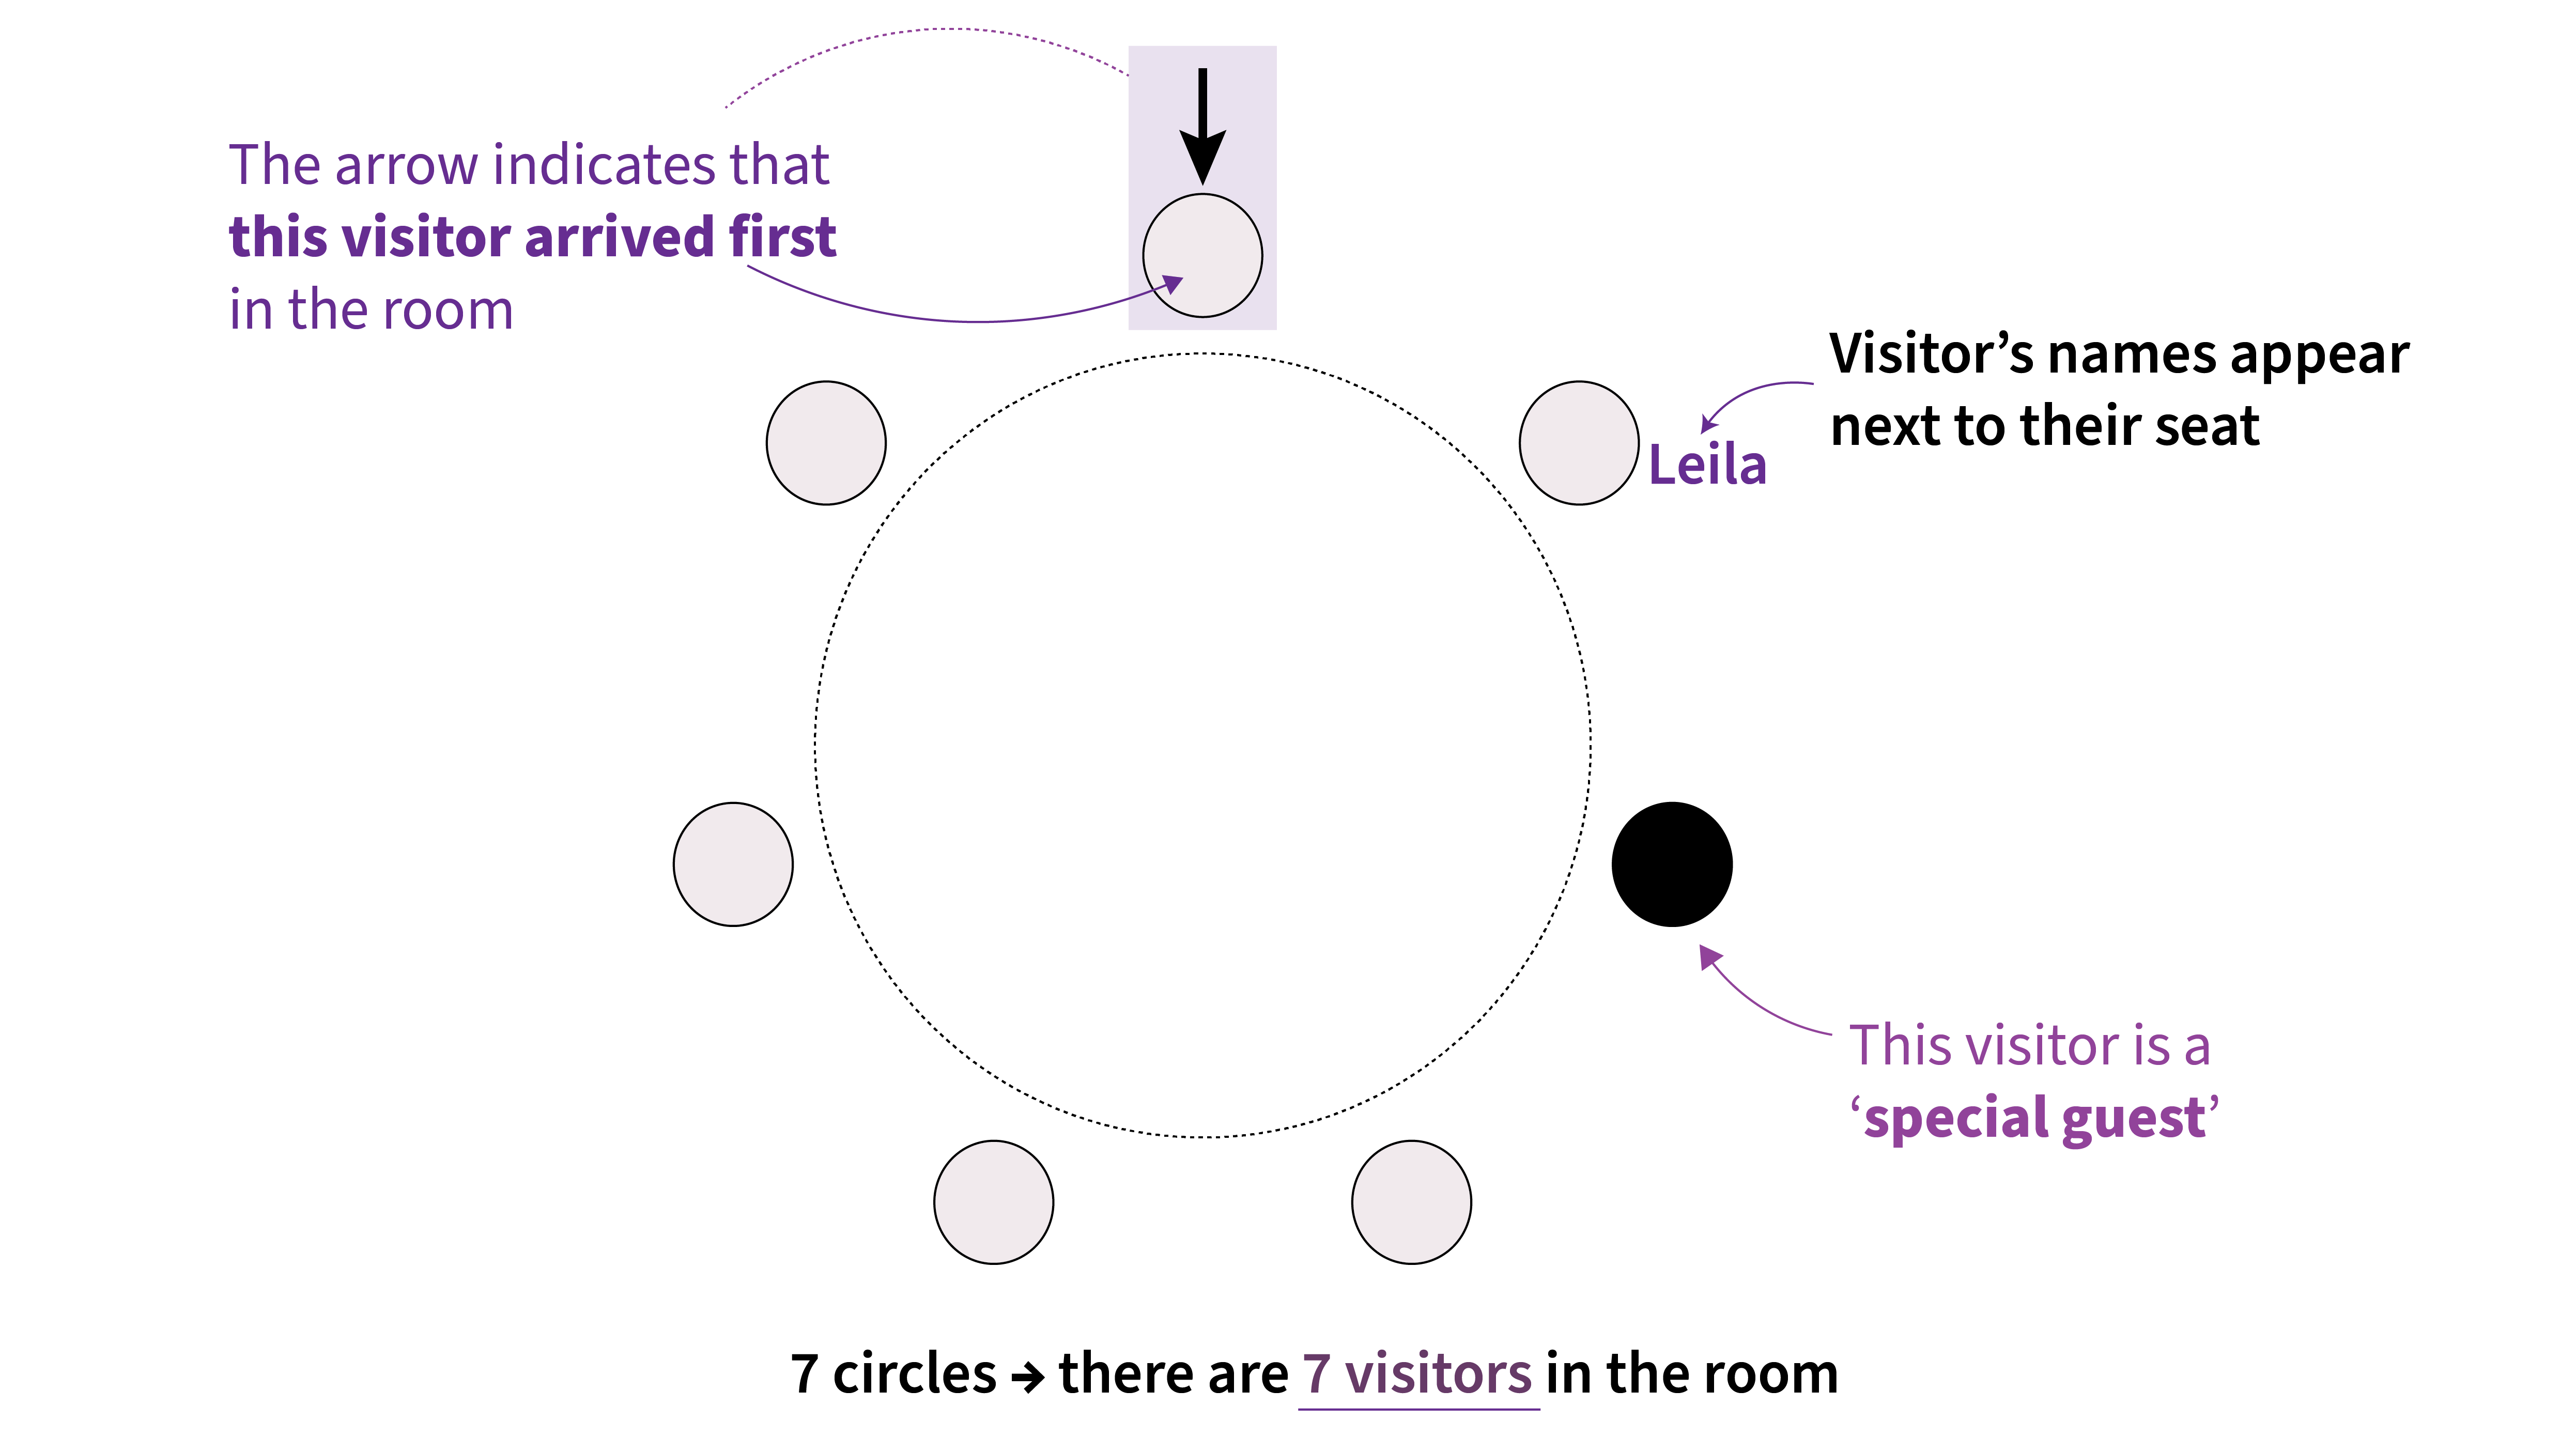 The arrow indicates that
this visitor arrived first
in the room
Visitor’s names appear
next to their seat
Leila
This visitor is a
‘special guest’
7 circles → there are 7 visitors in the room